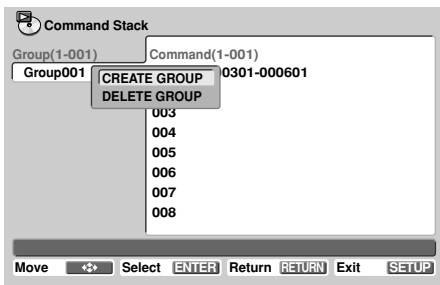 Command Stack
Group(1-001) Command(1-001)
Group001 CREATE GROUP 0301-000601
DELETE GROUP
003
004
005
006
007
008
Move Select ENTER Return RETURN Exit SETUP